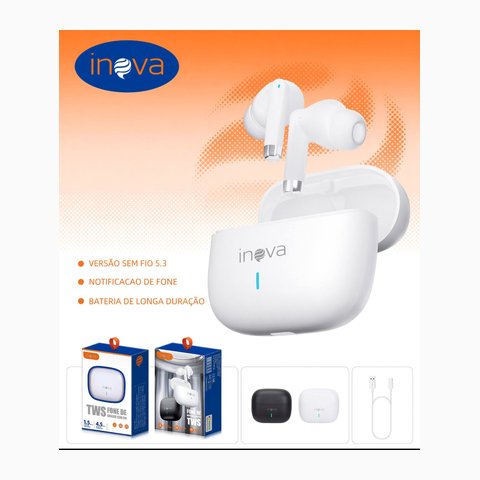 inova
inova
VERSÃO SEM FIO 5.3
NOTIFICACAO DE FONE
BATERIA DE LONGA DURAÇÃO
TWS FONE DE
TWS